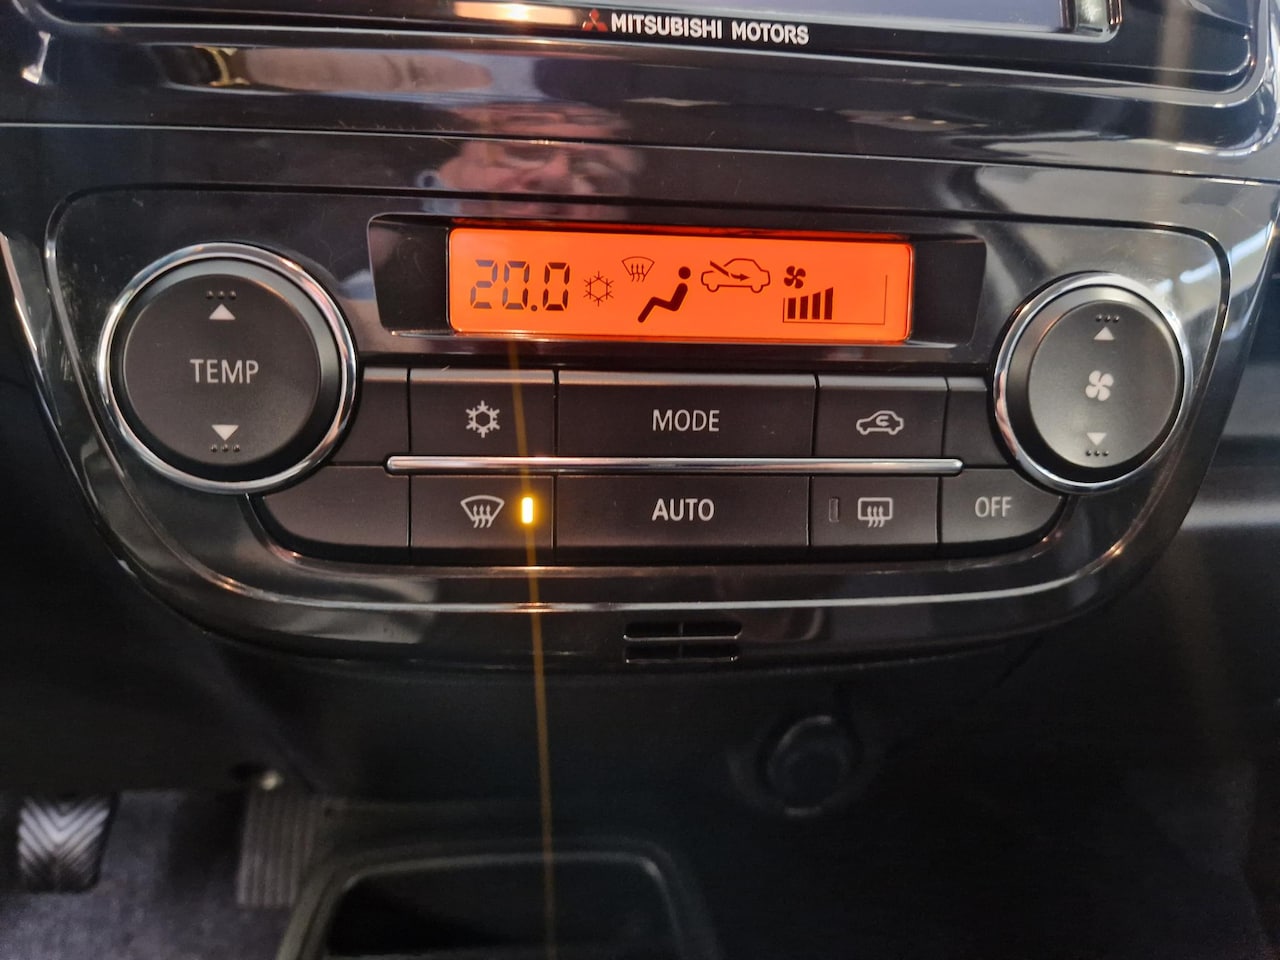 MITSUBISHI MOTORS
20.0
TEMP
MODE
AUTO
OFF